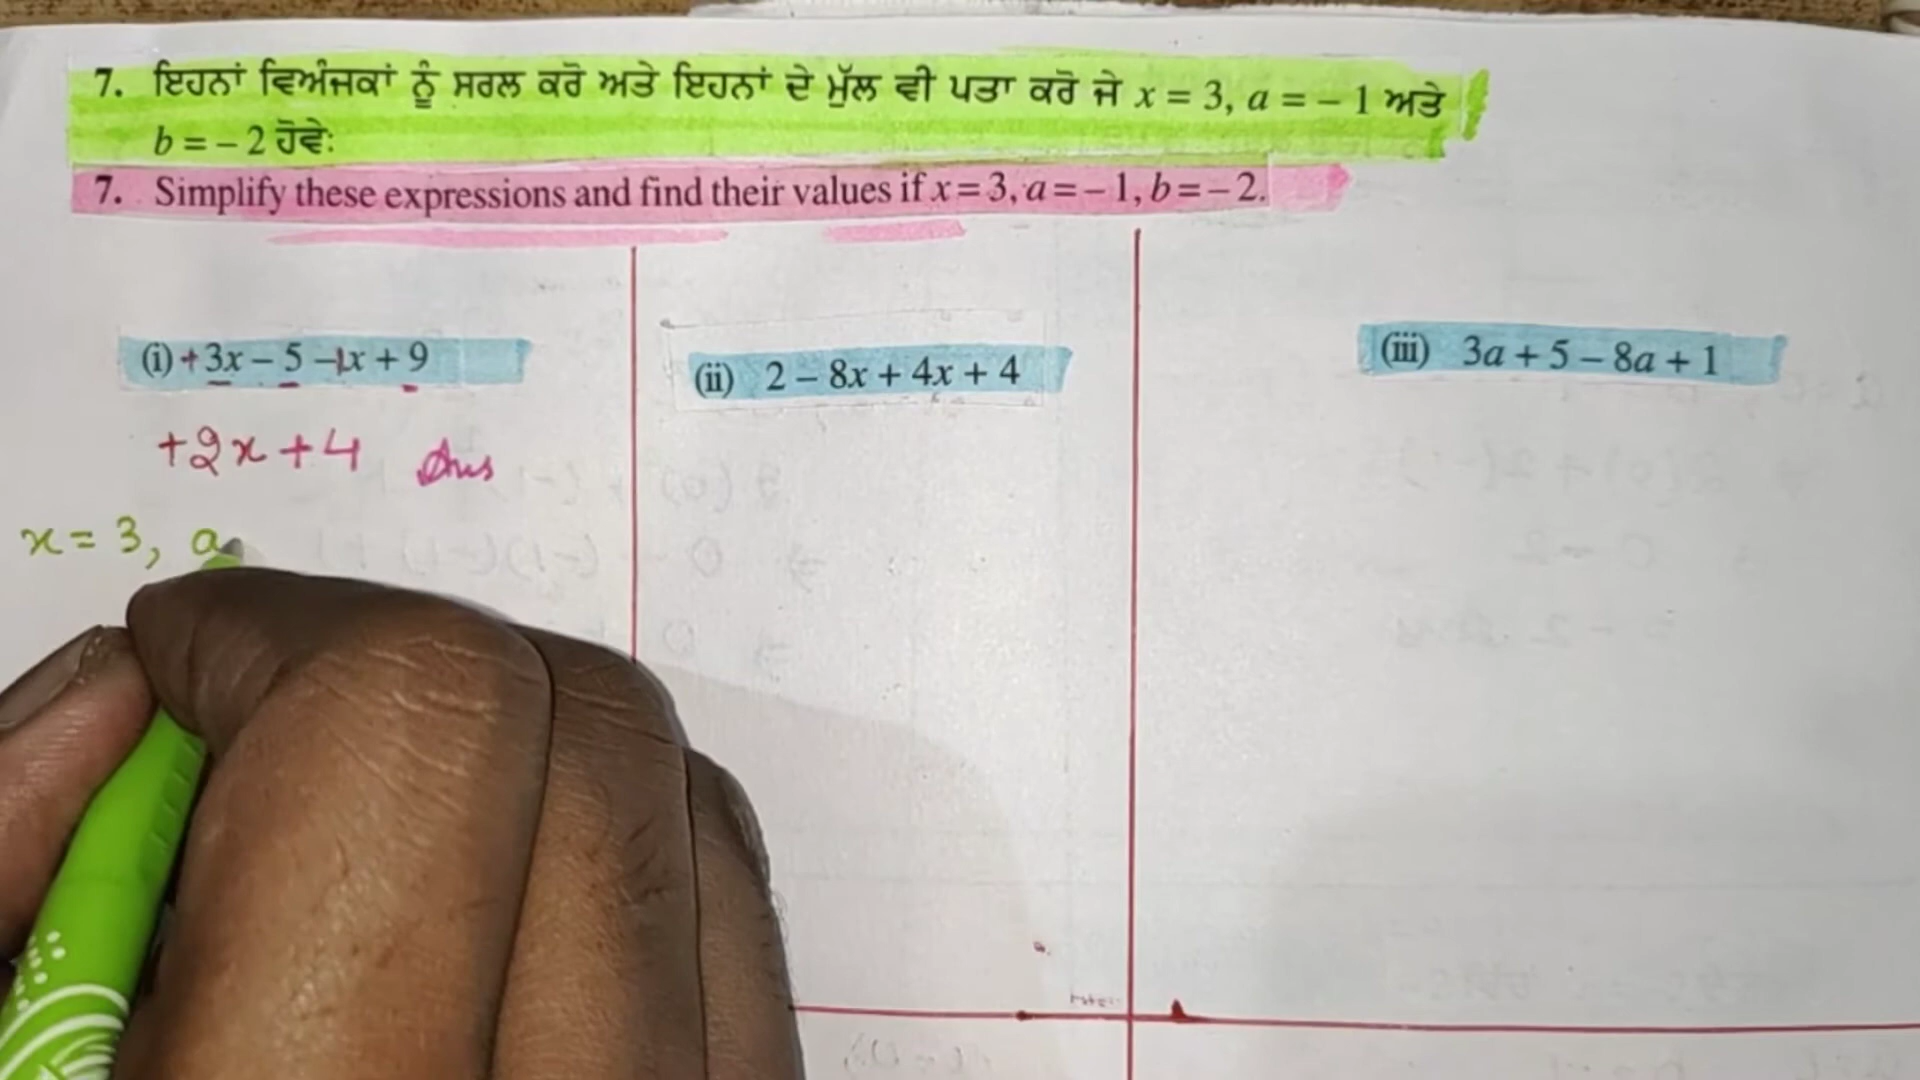 7. ਇਹਨਾਂ ਵਿਅੰਜਕਾਂ ਨੂੰ ਸਰਲ ਕਰੋ ਅਤੇ ਇਹਨਾਂ ਦੇ ਮੁੱਲ ਵੀ ਪਤਾ ਕਰੋ ਜੇ x = 3, a = – 1 ਅਤੇ
b = – 2 ਹੋਵੇ:
7. Simplify these expressions and find their values if x = 3, a = – 1, b = – 2.
(i) +3x – 5 –1x + 9
(ii) 2 – 8x + 4x + 4
(iii) 3a + 5 – 8a + 1
+2x + 4 Ans
x = 3, a